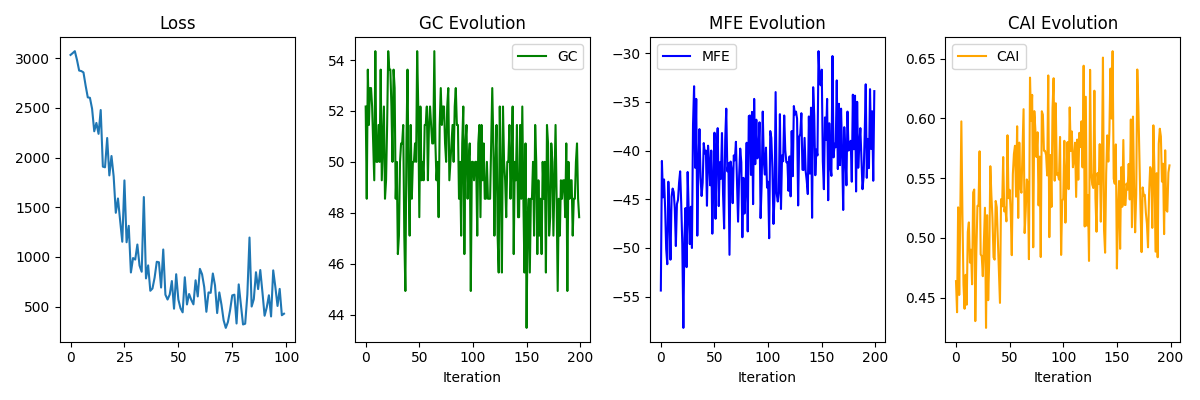 Loss
3000
2500
2000
1500
1000
500
0 25 50 75 100
GC Evolution
GC
54
52
50
48
46
44
0 50 100 150 200
Iteration
MFE Evolution
MFE
−30
−35
−40
−45
−50
−55
0 50 100 150 200
Iteration
CAI Evolution
CAI
0.65
0.60
0.55
0.50
0.45
0 50 100 150 200
Iteration